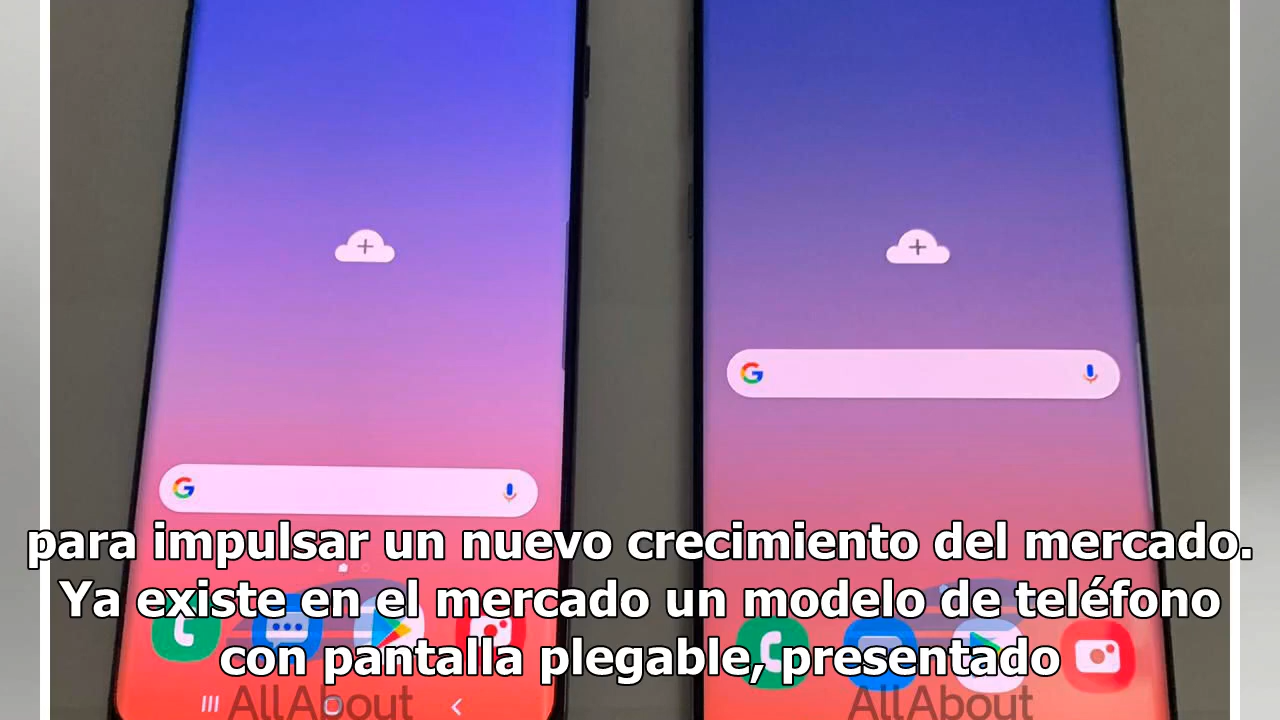 para impulsar un nuevo crecimiento del mercado.
Ya existe en el mercado un modelo de teléfono
con pantalla plegable, presentado
AllAbout
AllAbout